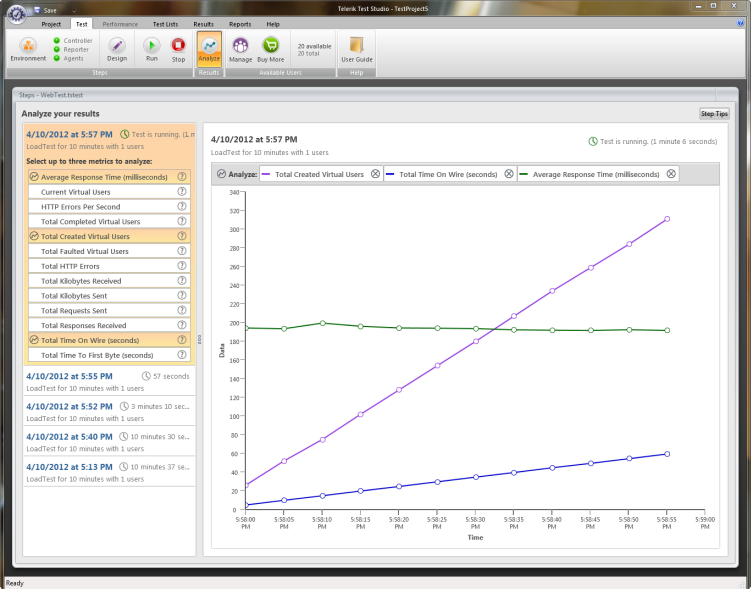 Save
Telerik Test Studio - TestProject5
Project Test Performance Test Lists Results Reports Help
Environment
Controller
Reporter
Agents
Design
Run
Stop
Analyze
Manage
Buy More
20 available
20 total
User Guide
Steps Results Available Users Help
Steps - WebTest.tstest
Analyze your results
Step Tips
4/10/2012 at 5:57 PM Test is running. (1 m
LoadTest for 10 minutes with 1 users
Select up to three metrics to analyze:
Average Response Time (milliseconds) ?
Current Virtual Users ?
HTTP Errors Per Second ?
Total Completed Virtual Users ?
Total Created Virtual Users ?
Total Faulted Virtual Users ?
Total HTTP Errors ?
Total Kilobytes Received ?
Total Kilobytes Sent ?
Total Requests Sent ?
Total Responses Received ?
Total Time On Wire (seconds) ?
Total Time To First Byte (seconds) ?
4/10/2012 at 5:55 PM 57 seconds
LoadTest for 10 minutes with 1 users
4/10/2012 at 5:52 PM 3 minutes 10 sec...
LoadTest for 10 minutes with 1 users
4/10/2012 at 5:40 PM 10 minutes 30 se...
LoadTest for 10 minutes with 1 users
4/10/2012 at 5:13 PM 10 minutes 37 se...
LoadTest for 10 minutes with 1 users
4/10/2012 at 5:57 PM
Test is running. (1 minute 6 seconds)
LoadTest for 10 minutes with 1 users
Analyze: Total Created Virtual Users Total Time On Wire (seconds) Average Response Time (milliseconds)
340
320
300
280
260
240
220
200
180
160
140
120
100
80
60
40
20
0
Data
5:58:00 PM
5:58:05 PM
5:58:10 PM
5:58:15 PM
5:58:20 PM
5:58:25 PM
5:58:30 PM
5:58:35 PM
5:58:40 PM
5:58:45 PM
5:58:50 PM
5:58:55 PM
5:59:00 PM
Time
Ready